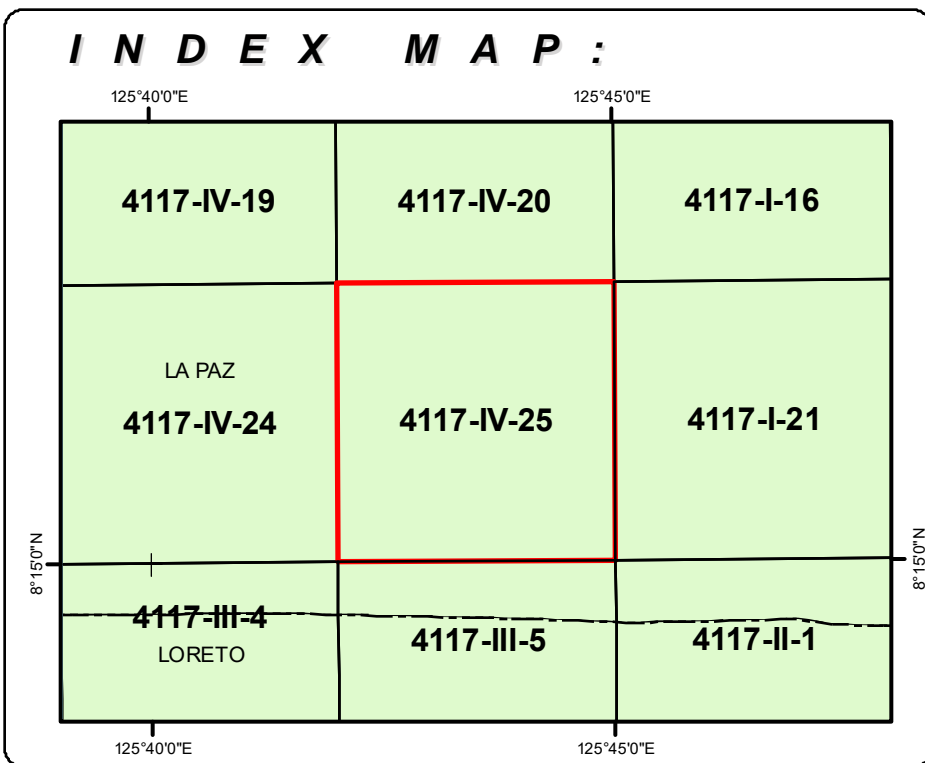 INDEX MAP:
125°40'0"E 125°45'0"E
4117-IV-19 4117-IV-20 4117-I-16
LA PAZ
4117-IV-24 4117-IV-25 4117-I-21
8°15'0"N 8°15'0"N
4117-III-4 4117-III-5 4117-II-1
LORETO
125°40'0"E 125°45'0"E